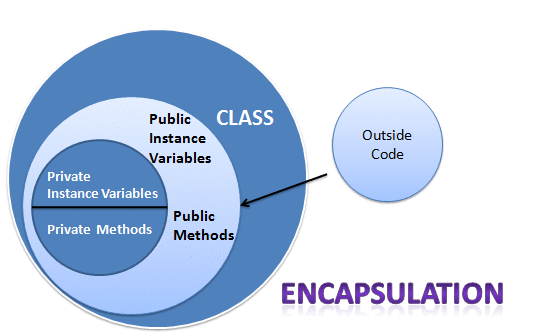 Public
Instance
Variables
CLASS
Outside
Code
Private
Instance Variables
Private Methods
Public
Methods
ENCAPSULATION